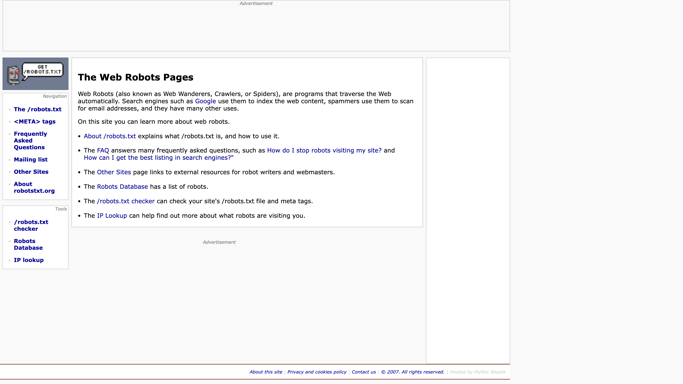 Advertisement
GET
/ROBOTS.TXT
Navigation
The /robots.txt
<META> tags
Frequently
Asked
Questions
Mailing list
Other Sites
About
robotstxt.org
Tools
/robots.txt
checker
Robots
Database
IP lookup
The Web Robots Pages
Web Robots (also known as Web Wanderers, Crawlers, or Spiders), are programs that traverse the Web
automatically. Search engines such as Google use them to index the web content, spammers use them to scan
for email addresses, and they have many other uses.
On this site you can learn more about web robots.
• About /robots.txt explains what /robots.txt is, and how to use it.
• The FAQ answers many frequently asked questions, such as How do I stop robots visiting my site? and
How can I get the best listing in search engines?"
• The Other Sites page links to external resources for robot writers and webmasters.
• The Robots Database has a list of robots.
• The /robots.txt checker can check your site's /robots.txt file and meta tags.
• The IP Lookup can help find out more about what robots are visiting you.
Advertisement
About this site | Privacy and cookies policy | Contact us | © 2007. All rights reserved. | Hosted by Mythic Beasts